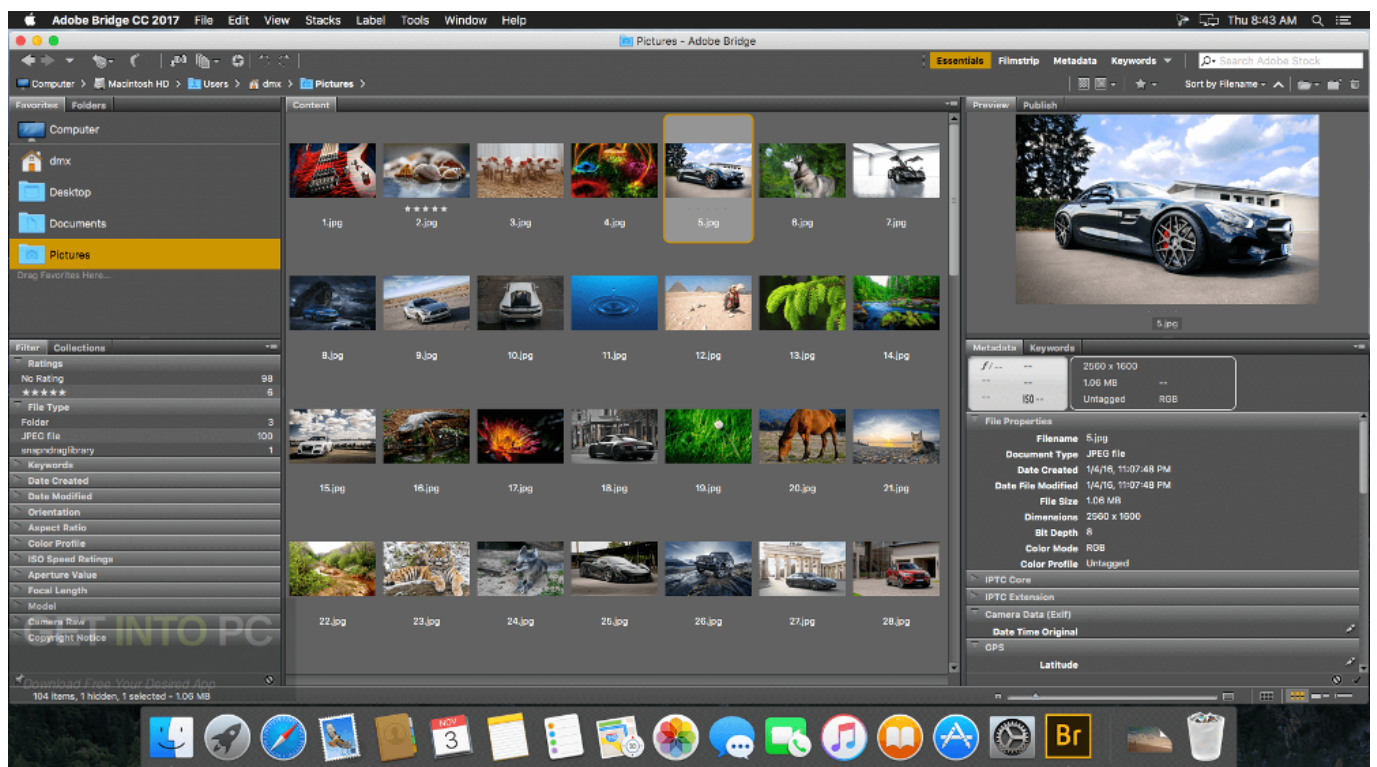 Adobe Bridge CC 2017 File Edit View Stacks Label Tools Window Help Thu 8:43 AM
Pictures - Adobe Bridge
Essentials Filmstrip Metadata Keywords Search Adobe Stock
Computer > Macintosh HD > Users > dmx > Pictures >
Sort by Filename
Favorites Folders
Computer
dmx
Desktop
Documents
Pictures
Drag Favorites Here...
Filter Collections
Ratings
No Rating 98
★★★★★ 6
File Type
Folder 3
JPEG file 100
snapndraglibrary 1
Keywords
Date Created
Date Modified
Orientation
Aspect Ratio
Color Profile
ISO Speed Ratings
Aperture Value
Focal Length
Model
Camera Raw
Copyright Notice
GET INTO PC
Download Free Your Desired App
104 items, 1 hidden, 1 selected - 1.06 MB
Content
★★★★★
1.jpg 2.jpg 3.jpg 4.jpg 5.jpg 6.jpg 7.jpg
8.jpg 9.jpg 10.jpg 11.jpg 12.jpg 13.jpg 14.jpg
15.jpg 16.jpg 17.jpg 18.jpg 19.jpg 20.jpg 21.jpg
22.jpg 23.jpg 24.jpg 25.jpg 26.jpg 27.jpg 28.jpg
Preview Publish
5.jpg
Metadata Keywords
f/-- --
-- --
-- ISO --
2560 x 1600
1.06 MB --
Untagged RGB
File Properties
Filename 5.jpg
Document Type JPEG file
Date Created 1/4/16, 11:07:48 PM
Date File Modified 1/4/16, 11:07:48 PM
File Size 1.06 MB
Dimensions 2560 x 1600
Bit Depth 8
Color Mode RGB
Color Profile Untagged
IPTC Core
IPTC Extension
Camera Data (Exif)
Date Time Original
GPS
Latitude
NOV
3
Br